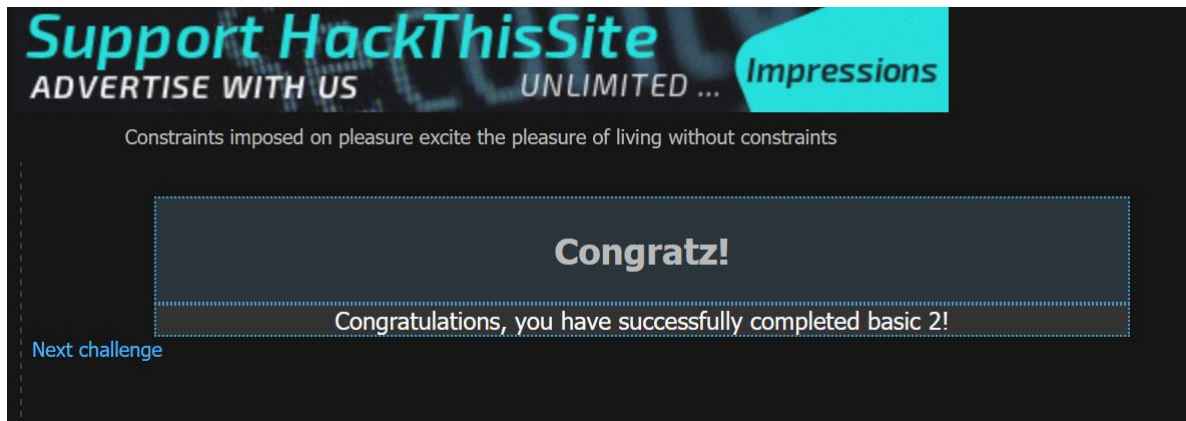 Support HackThisSite
ADVERTISE WITH US UNLIMITED ... Impressions
Constraints imposed on pleasure excite the pleasure of living without constraints
Congratz!
Congratulations, you have successfully completed basic 2!
Next challenge